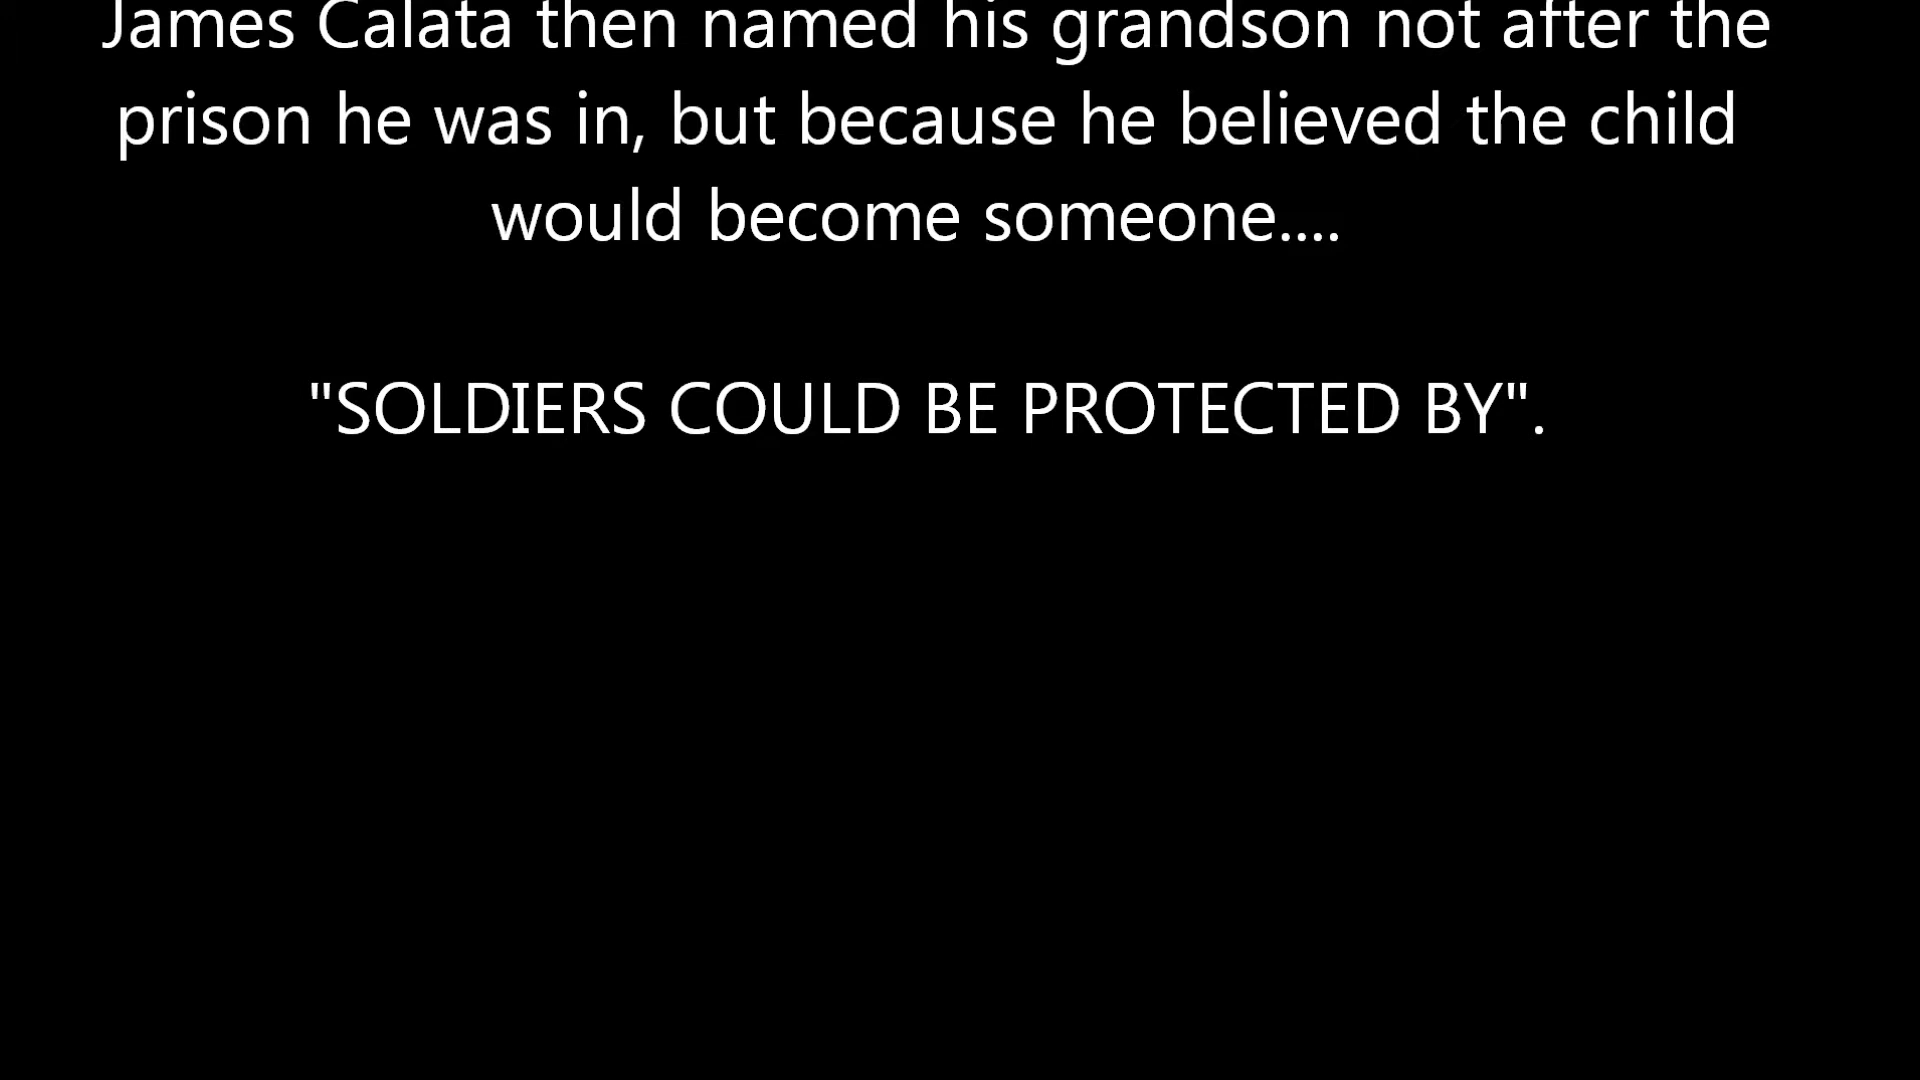 James Calata then named his grandson not after the
prison he was in, but because he believed the child
would become someone....
"SOLDIERS COULD BE PROTECTED BY".